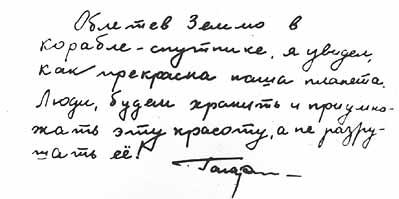 Облетев Землю в
корабле-спутнике, я увидел,
как прекрасна наша планета.
Люди, будем хранить и приумно-
жать эту красоту, а не разру-
шать её!
Гагарин